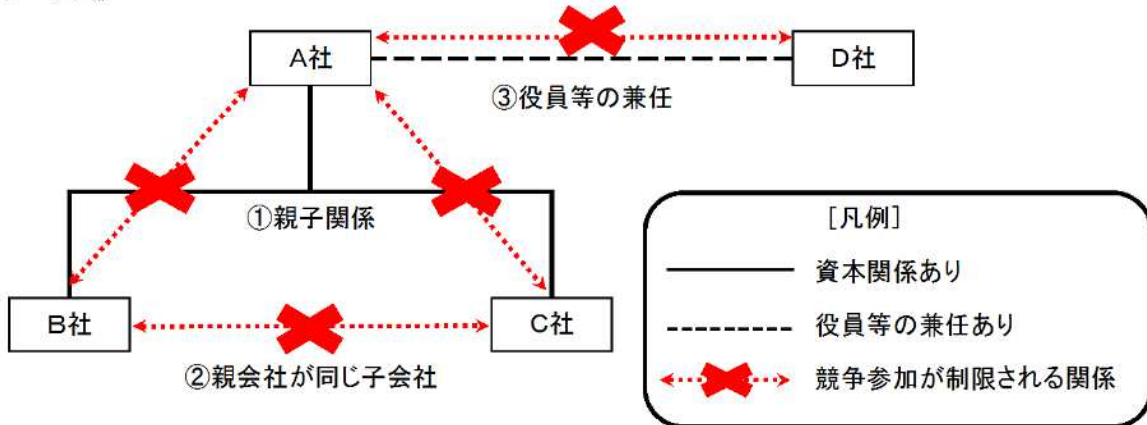 A社
D社
③役員等の兼任
①親子関係
B社
C社
②親会社が同じ子会社
[凡例]
資本関係あり
役員等の兼任あり
競争参加が制限される関係